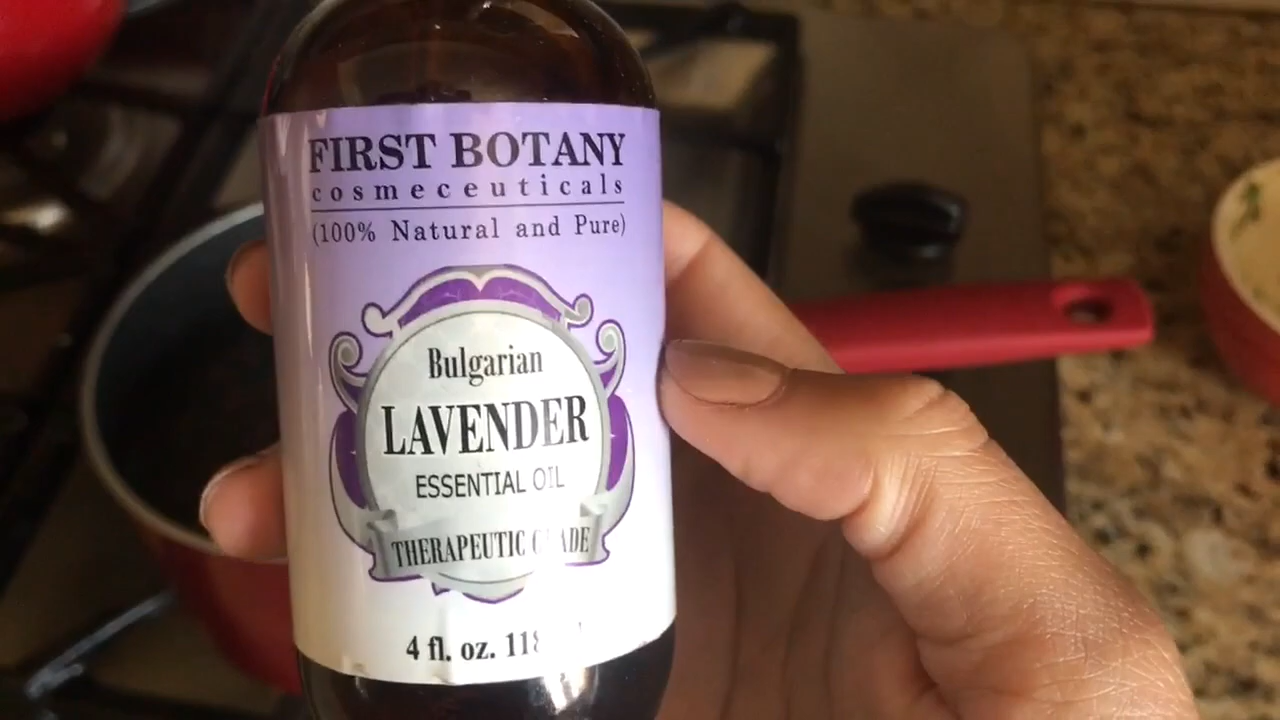 FIRST BOTANY
cosmeceuticals
(100% Natural and Pure)
Bulgarian
LAVENDER
ESSENTIAL OIL
THERAPEUTIC
4 fl. oz.